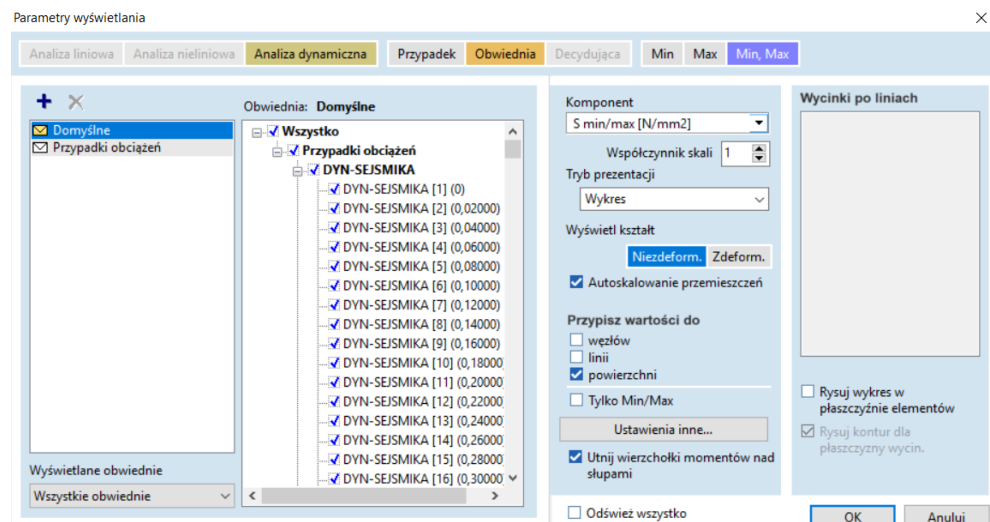 Parametry wyświetlania
Analiza liniowa
Analiza nieliniowa
Analiza dynamiczna
Przypadek
Obwiednia
Decydująca
Min
Max
Min, Max
Obwiednia: Domyślne
Domyślne
Przypadki obciążeń
Wyświetlane obwiednie
Wszystkie obwiednie
Wszystko
Przypadki obciążeń
DYN-SEJSMIKA
DYN-SEJSMIKA [1] (0)
DYN-SEJSMIKA [2] (0,02000)
DYN-SEJSMIKA [3] (0,04000)
DYN-SEJSMIKA [4] (0,06000)
DYN-SEJSMIKA [5] (0,08000)
DYN-SEJSMIKA [6] (0,10000)
DYN-SEJSMIKA [7] (0,12000)
DYN-SEJSMIKA [8] (0,14000)
DYN-SEJSMIKA [9] (0,16000)
DYN-SEJSMIKA [10] (0,18000
DYN-SEJSMIKA [11] (0,20000
DYN-SEJSMIKA [12] (0,22000
DYN-SEJSMIKA [13] (0,24000
DYN-SEJSMIKA [14] (0,26000
DYN-SEJSMIKA [15] (0,28000
DYN-SEJSMIKA [16] (0,30000
Komponent
S min/max [N/mm2]
Współczynnik skali 1
Tryb prezentacji
Wykres
Wyświetl kształt
Niezdeform.
Zdeform.
Autoskalowanie przemieszczeń
Przypisz wartości do
węzłów
linii
powierzchni
Tylko Min/Max
Ustawienia inne...
Utnij wierzchołki momentów nad
słupami
Odśwież wszystko
Wycinki po liniach
Rysuj wykres w
płaszczyźnie elementów
Rysuj kontur dla
płaszczyzny wycin.
OK
Anuluj